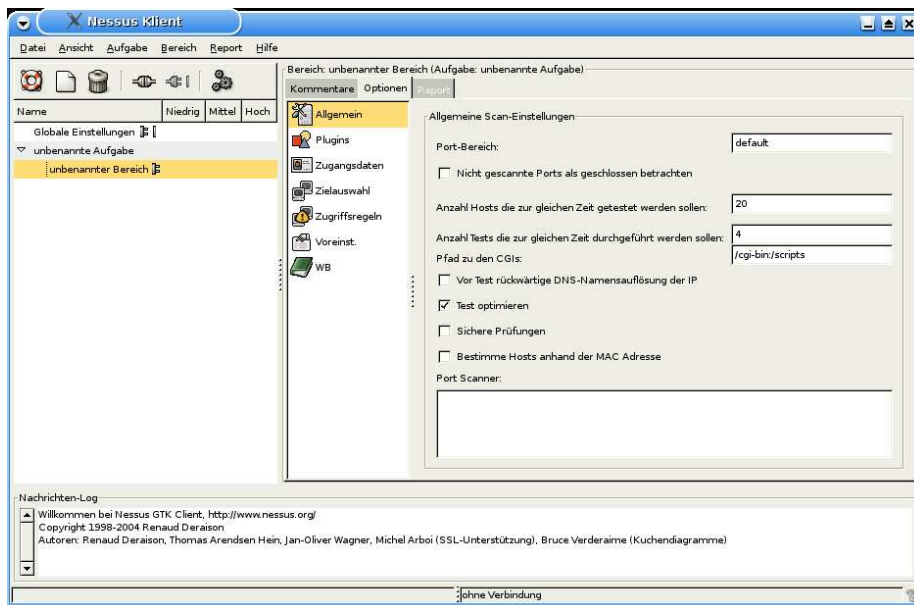 Nessus Klient
Datei Ansicht Aufgabe Bereich Report Hilfe
Name Niedrig Mittel Hoch
Globale Einstellungen
unbenannte Aufgabe
unbenannter Bereich
Bereich: unbenannter Bereich (Aufgabe: unbenannte Aufgabe)
Kommentare Optionen Report
Allgemein
Plugins
Zugangsdaten
Zielauswahl
Zugriffsregeln
Voreinst.
WB
Allgemeine Scan-Einstellungen
Port-Bereich: default
Nicht gescannte Ports als geschlossen betrachten
Anzahl Hosts die zur gleichen Zeit getestet werden sollen: 20
Anzahl Tests die zur gleichen Zeit durchgeführt werden sollen: 4
Pfad zu den CGIs: /cgi-bin:/scripts
Vor Test rückwärtige DNS-Namensauflösung der IP
Test optimieren
Sichere Prüfungen
Bestimme Hosts anhand der MAC Adresse
Port Scanner:
Nachrichten-Log
Willkommen bei Nessus GTK Client, http://www.nessus.org/
Copyright 1998-2004 Renaud Deraison
Autoren: Renaud Deraison, Thomas Arendsen Hein, Jan-Oliver Wagner, Michel Arboi (SSL-Unterstützung), Bruce Verderaime (Kuchendiagramme)
ohne Verbindung